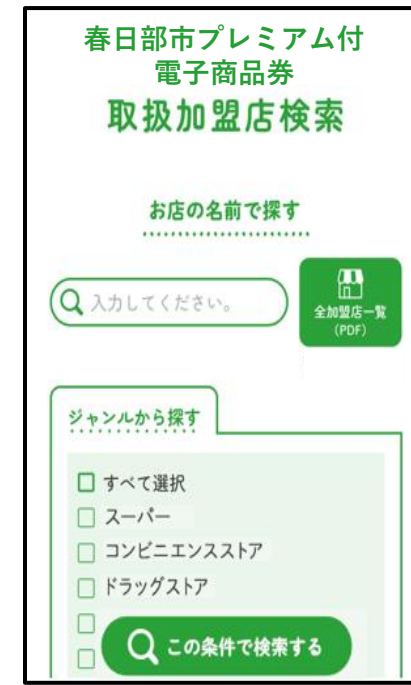 春日部市プレミアム付
電子商品券
取扱加盟店検索
お店の名前で探す
入力してください。
全加盟店一覧
(PDF)
ジャンルから探す
すべて選択
スーパー
コンビニエンスストア
ドラッグストア
この条件で検索する